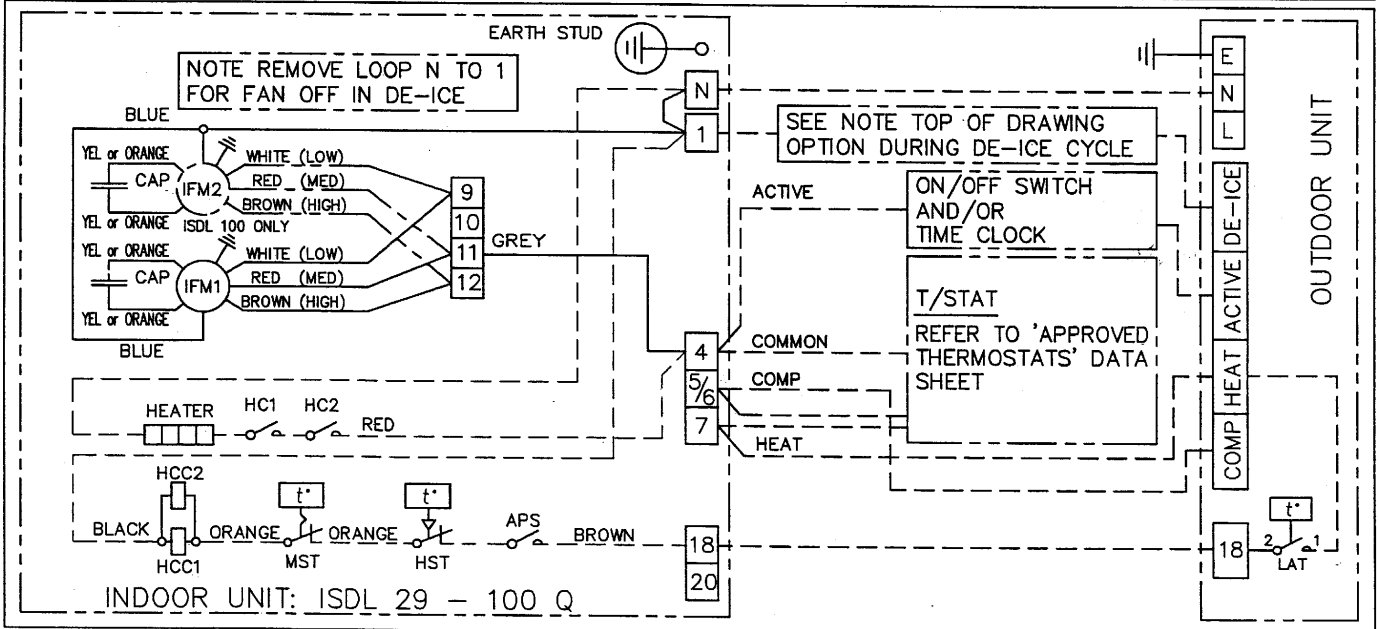 EARTH STUD
NOTE REMOVE LOOP N TO 1
FOR FAN OFF IN DE-ICE
N
1
E
N
L
SEE NOTE TOP OF DRAWING
OPTION DURING DE-ICE CYCLE
BLUE
YEL or ORANGE
CAP
YEL or ORANGE
IFM2
ISDL 100 ONLY
WHITE (LOW)
RED (MED)
BROWN (HIGH)
YEL or ORANGE
CAP
YEL or ORANGE
IFM1
WHITE (LOW)
RED (MED)
BROWN (HIGH)
BLUE
9
10
11
12
GREY
ACTIVE
ON/OFF SWITCH
AND/OR
TIME CLOCK
T/STAT
REFER TO 'APPROVED
THERMOSTATS' DATA
SHEET
4
5/6
7
COMMON
COMP
HEAT
DE-ICE
ACTIVE
HEAT
COMP
OUTDOOR UNIT
HEATER
HC1
HC2
RED
HCC2
HCC1
BLACK
ORANGE
t°
MST
ORANGE
t°
HST
APS
BROWN
18
20
18
t°
2
1
LAT
INDOOR UNIT: ISDL 29 - 100 Q